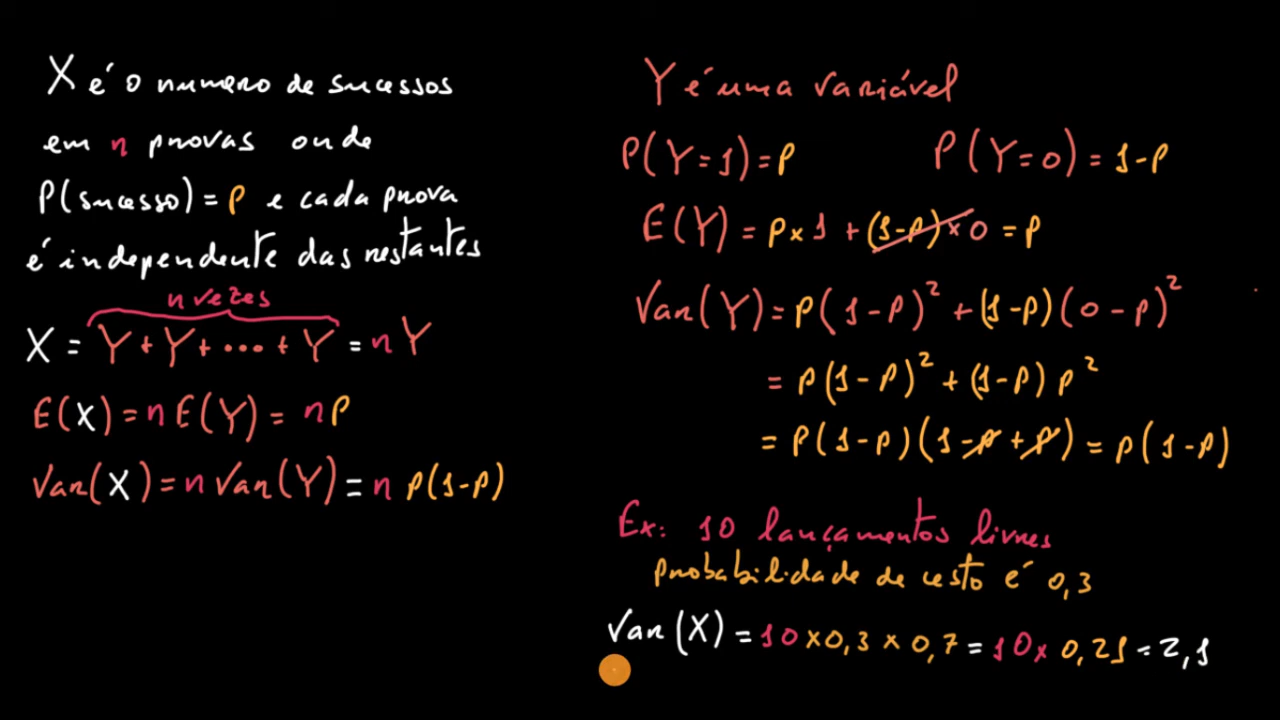 X é o numero de sucessos
em n provas onde
P(sucesso) = p e cada prova
é independente das restantes
n vezes
X = Y + Y + ... + Y = n Y
E(X) = n E(Y) = n p
Var(X) = n Var(Y) = n p(1-p)
Y é uma variável
P(Y=1) = p P(Y=0) = 1-p
E(Y) = p × 1 + (1-p) × 0 = p
Var(Y) = p(1-p)² + (1-p)(0-p)²
= p(1-p)² + (1-p) p²
= p(1-p)(1-p+p) = p(1-p)
Ex: 10 lançamentos livres
probabilidade de cesto é 0,3
Var(X) = 10 × 0,3 × 0,7 = 10 × 0,21 = 2,1